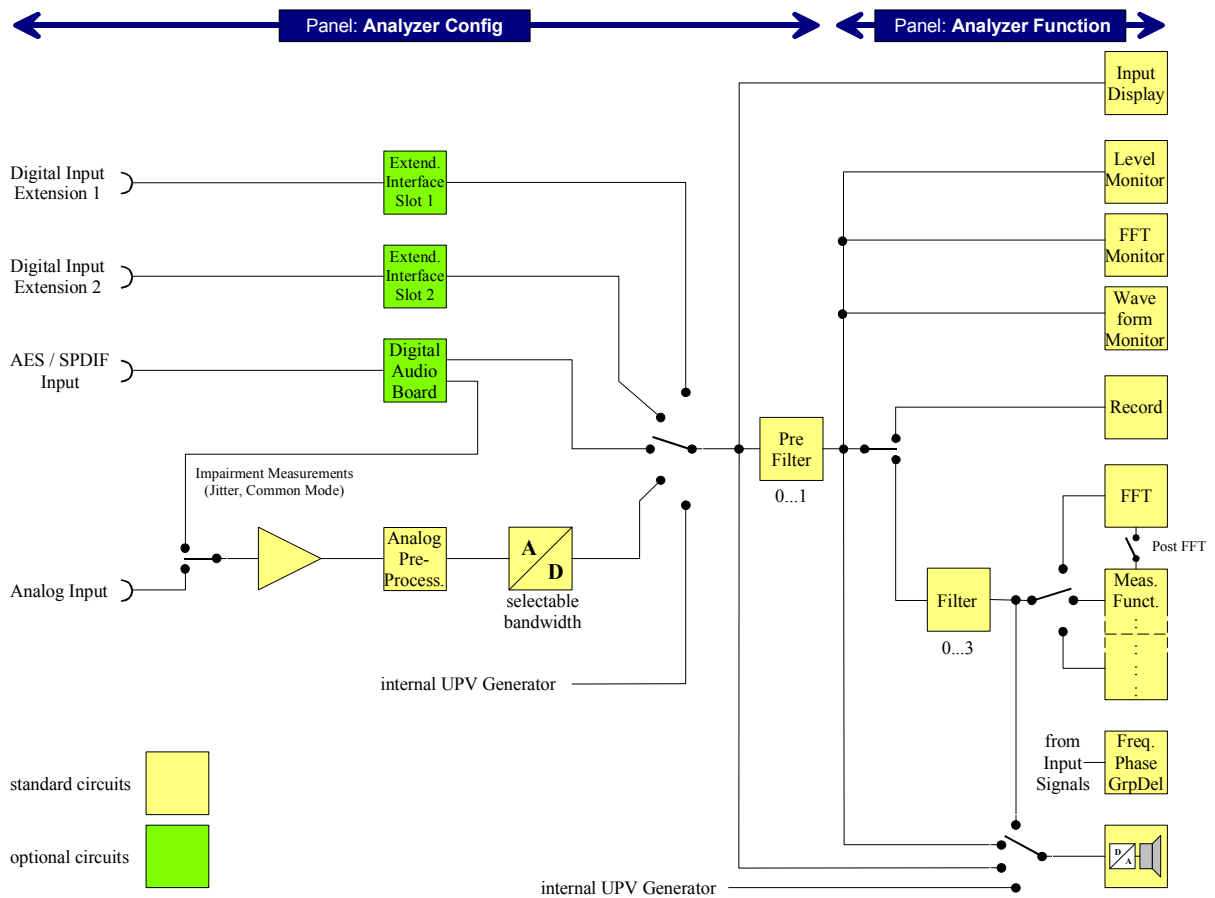 Panel: Analyzer Config
Panel: Analyzer Function
Input
Display
Digital Input
Extension 1
Extend.
Interface
Slot 1
Level
Monitor
Digital Input
Extension 2
Extend.
Interface
Slot 2
FFT
Monitor
Wave
form
Monitor
AES / SPDIF
Input
Digital
Audio
Board
Record
Pre
Filter
0...1
Impairment Measurements
(Jitter, Common Mode)
FFT
Post FFT
Analog Input
Analog
Pre-
Process.
A
D
selectable
bandwidth
Filter
0...3
Meas.
Funct.
internal UPV Generator
from
Input
Signals
Freq.
Phase
GrpDel
standard circuits
optional circuits
D
A
internal UPV Generator